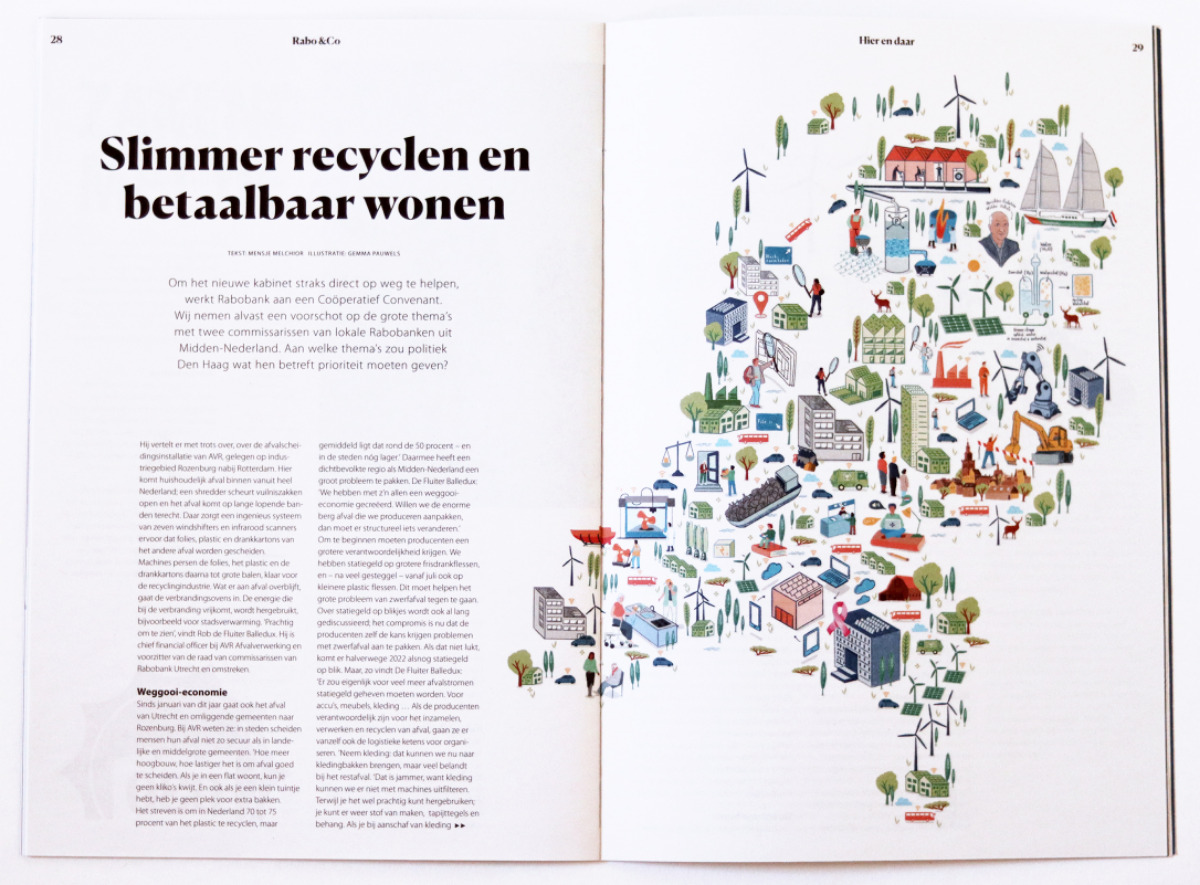 28
Rabo &Co
Hier en daar
29
Slimmer recyclen en
betaalbaar wonen
TEKST: MENSJE MELCHIOR ILLUSTRATIE: GEMMA PAUWELS
Om het nieuwe kabinet straks direct op weg te helpen,
werkt Rabobank aan een Coöperatief Convenant.
Wij nemen alvast een voorschot op de grote thema's
met twee commissarissen van lokale Rabobanken uit
Midden-Nederland. Aan welke thema's zou politiek
Den Haag wat hen betreft prioriteit moeten geven?
Hij vertelt er met trots over, over de afvalschei-
dingsinstallatie van AVR, gelegen op indus-
triegebied Rozenburg nabij Rotterdam. Hier
komt huishoudelijk afval binnen vanuit heel
Nederland; een shredder scheurt vuilniszakken
open en het afval komt op lange lopende ban-
den terecht. Daar zorgt een ingenieus systeem
van zeven windshifters en infrarood scanners
ervoor dat folies, plastic en drankkartons van
het andere afval worden gescheiden.
Machines persen de folies, het plastic en de
drankkartons daarna tot grote balen, klaar voor
de recyclingindustrie. Wat er aan afval overblijft,
gaat de verbrandingsovens in. De energie die
bij de verbranding vrijkomt, wordt hergebruikt,
bijvoorbeeld voor stadsverwarming. 'Prachtig
om te zien', vindt Rob de Fluiter Balledux. Hij is
chief financial officer bij AVR Afvalverwerking en
voorzitter van de raad van commissarissen van
Rabobank Utrecht en omstreken.
Weggooi-economie
Sinds januari van dit jaar gaat ook het afval
van Utrecht en omliggende gemeenten naar
Rozenburg. Bij AVR weten ze: in steden scheiden
mensen hun afval niet zo secuur als in lande-
lijke en middelgrote gemeenten. 'Hoe meer
hoogbouw, hoe lastiger het is om afval goed
te scheiden. Als je in een flat woont, kun je
geen kliko's kwijt. En ook als je een klein tuintje
hebt, heb je geen plek voor extra bakken.
Het streven is om in Nederland 70 tot 75
procent van het plastic te recyclen, maar
gemiddeld ligt dat rond de 50 procent – en
in de steden nóg lager.' Daarmee heeft een
dichtbevolkte regio als Midden-Nederland een
groot probleem te pakken. De Fluiter Balledux:
'We hebben met z'n allen een weggooi-
economie gecreëerd. Willen we de enorme
berg afval die we produceren aanpakken,
dan moet er structureel iets veranderen.'
Om te beginnen moeten producenten een
grotere verantwoordelijkheid krijgen. We
hebben statiegeld op grotere frisdrankflessen,
en – na veel gesteggel – vanaf juli ook op
kleinere plastic flessen. Dit moet helpen het
grote probleem van zwerfafval tegen te gaan.
Over statiegeld op blikjes wordt ook al lang
gediscussieerd; het compromis is nu dat de
producenten zelf de kans krijgen problemen
met zwerfafval aan te pakken. Als dat niet lukt,
komt er halverwege 2022 alsnog statiegeld
op blik. Maar, zo vindt De Fluiter Balledux:
'Er zou eigenlijk voor veel meer afvalstromen
statiegeld geheven moeten worden. Voor
accu's, meubels, kleding … Als de producenten
verantwoordelijk zijn voor het inzamelen,
verwerken en recyclen van afval, gaan ze er
vanzelf ook de logistieke ketens voor organi-
seren. 'Neem kleding: dat kunnen we nu naar
kledingbakken brengen, maar veel belandt
bij het restafval. 'Dat is jammer, want kleding
kunnen we er niet met machines uitfilteren.
Terwijl je het wel prachtig kunt hergebruiken;
je kunt er weer stof van maken, tapijttegels en
behang. Als je bij aanschaf van kleding ▸▸